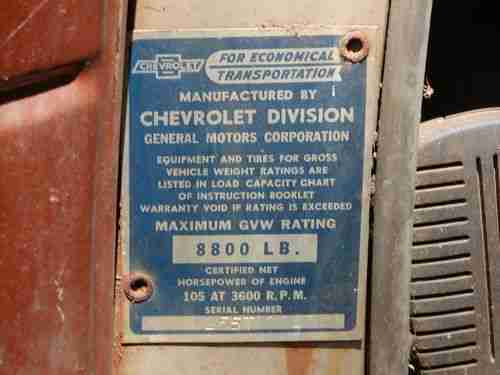 CHEVROLET
FOR ECONOMICAL
TRANSPORTATION
MANUFACTURED BY
CHEVROLET DIVISION
GENERAL MOTORS CORPORATION
EQUIPMENT AND TIRES FOR GROSS
VEHICLE WEIGHT RATINGS ARE
LISTED IN LOAD CAPACITY CHART
OF INSTRUCTION BOOKLET
WARRANTY VOID IF RATING IS EXCEEDED
MAXIMUM GVW RATING
8800 LB.
CERTIFIED NET
HORSEPOWER OF ENGINE
105 AT 3600 R.P.M.
SERIAL NUMBER